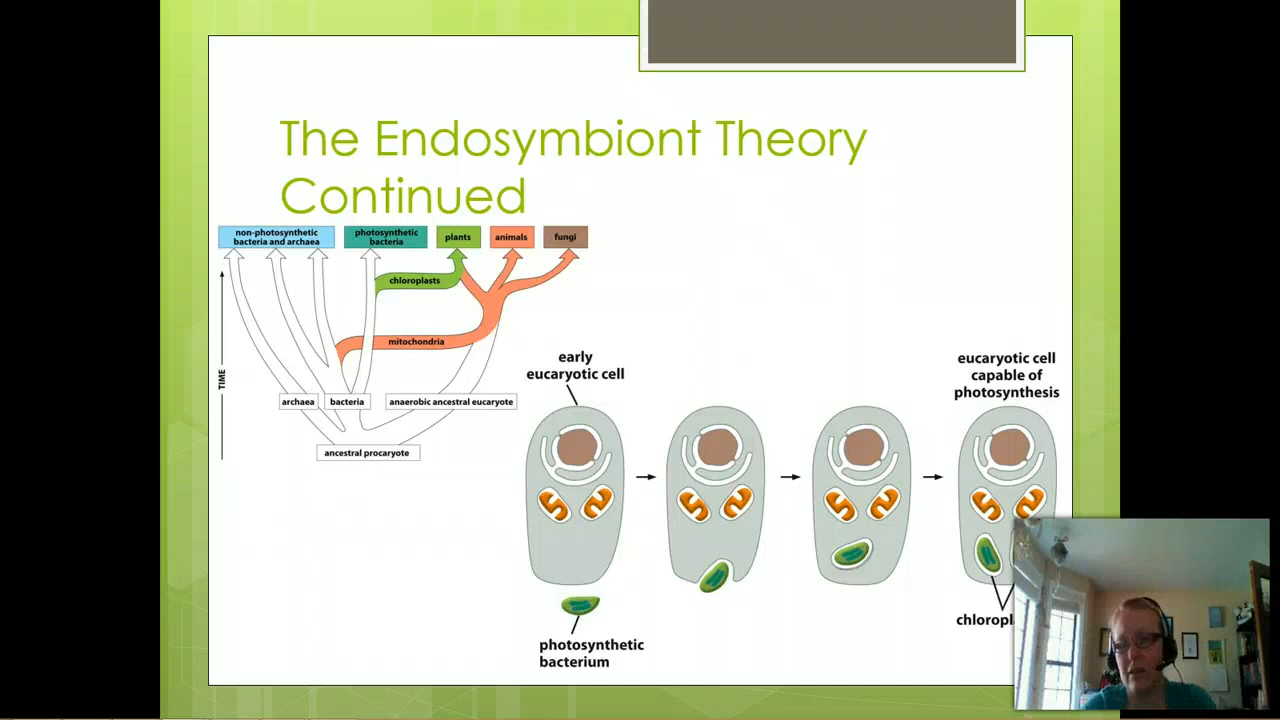 The Endosymbiont Theory
Continued
non-photosynthetic
bacteria and archaea
photosynthetic
bacteria
plants
animals
fungi
chloroplasts
mitochondria
TIME
archaea
bacteria
anaerobic ancestral eucaryote
ancestral procaryote
early
eucaryotic cell
eucaryotic cell
capable of
photosynthesis
photosynthetic
bacterium
chloropl